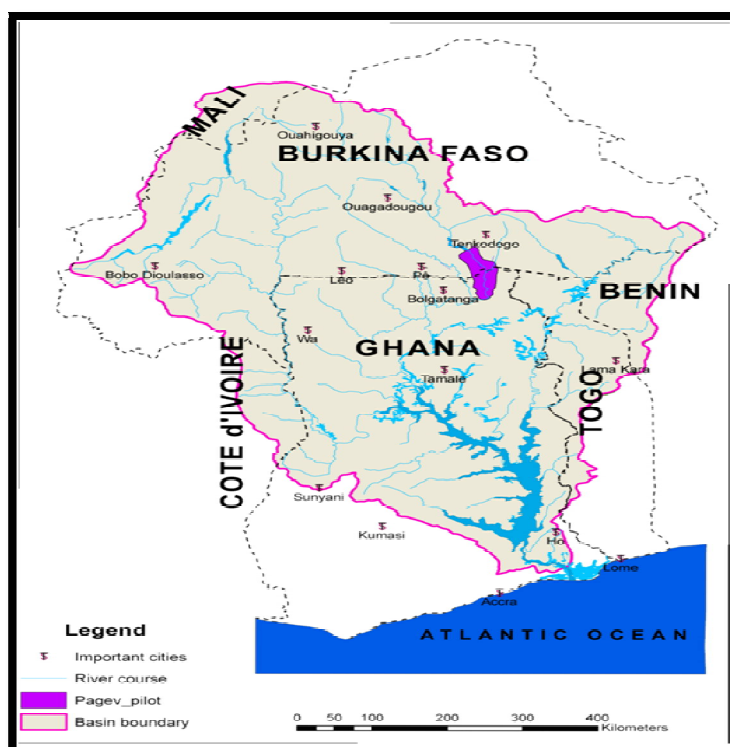 MALI
Ouahigouya
BURKINA FASO
Ouagadougou
Tenkodogo
Bobo Dioulasso
Leo
Pè
Bolgatanga
BENIN
Wa
GHANA
COTE d'IVOIRE
Tamale
Lama Kara
TOGO
Sunyani
Kumasi
Ho
Lome
Accra
ATLANTIC OCEAN
Legend
Important cities
River course
Pagev_pilot
Basin boundary
0 50 100 200 300 400
Kilometers